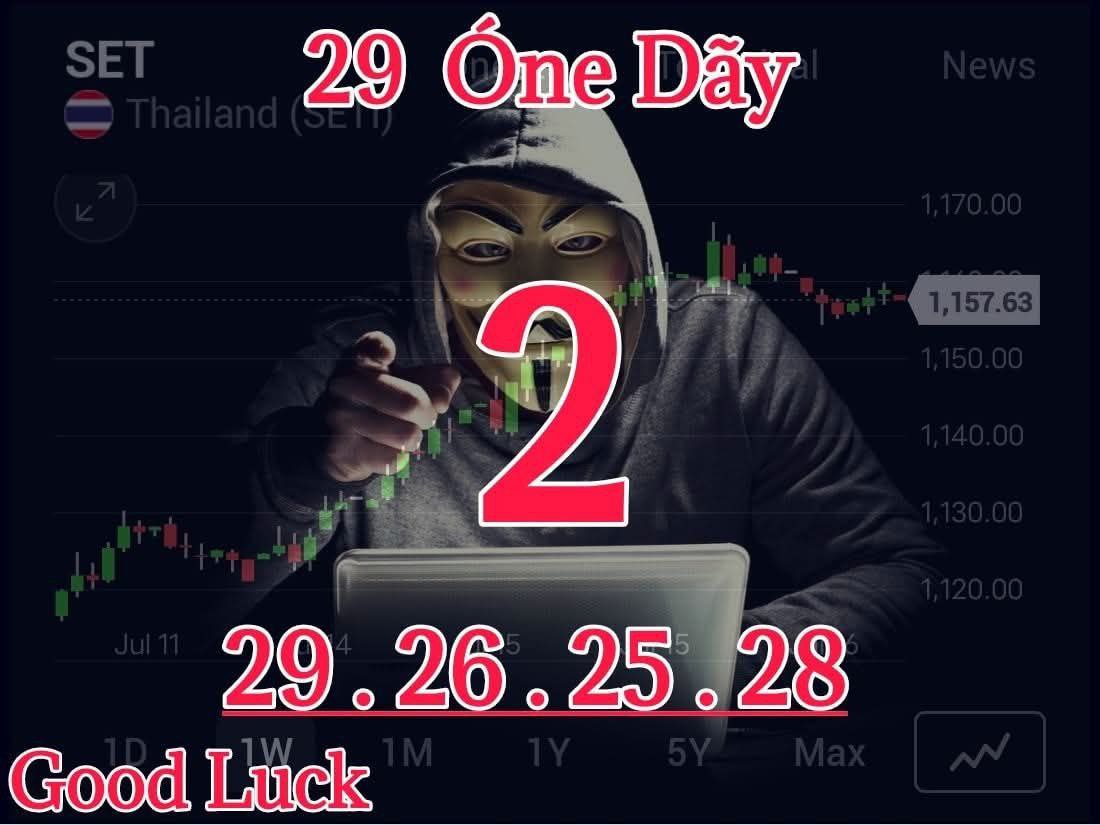 SET
29 Óne Dãy
News
Thailand (SETI)
1,170.00
1,157.63
1,150.00
1,140.00
1,130.00
1,120.00
Jul 11
29 . 26 . 25 . 28
1D 1W 1M 1Y 5Y Max
Good Luck
2